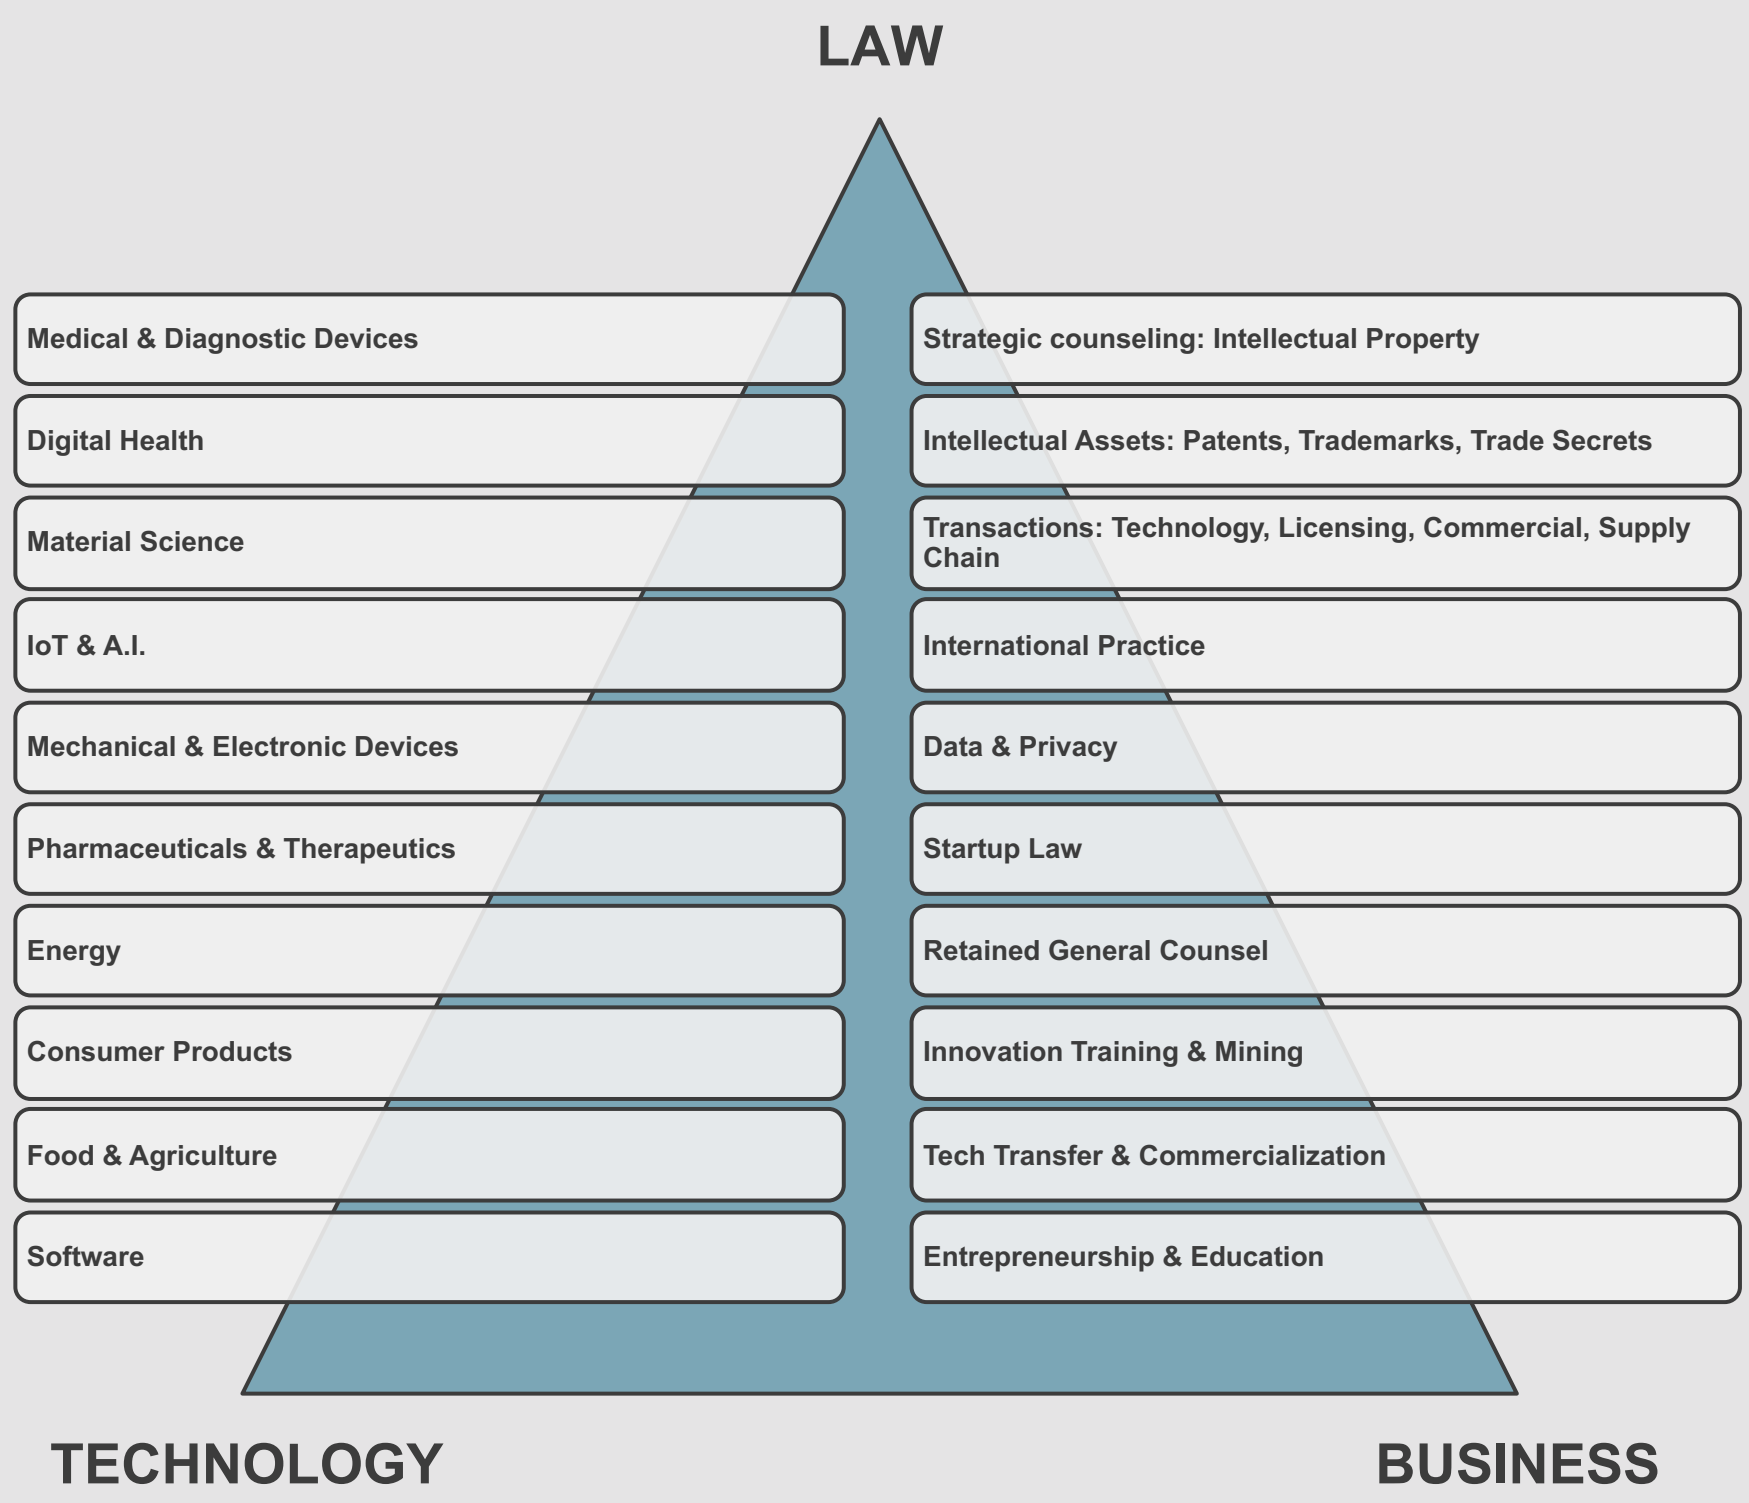 LAW
Medical & Diagnostic Devices
Digital Health
Material Science
IoT & A.I.
Mechanical & Electronic Devices
Pharmaceuticals & Therapeutics
Energy
Consumer Products
Food & Agriculture
Software
Strategic counseling: Intellectual Property
Intellectual Assets: Patents, Trademarks, Trade Secrets
Transactions: Technology, Licensing, Commercial, Supply
Chain
International Practice
Data & Privacy
Startup Law
Retained General Counsel
Innovation Training & Mining
Tech Transfer & Commercialization
Entrepreneurship & Education
TECHNOLOGY
BUSINESS